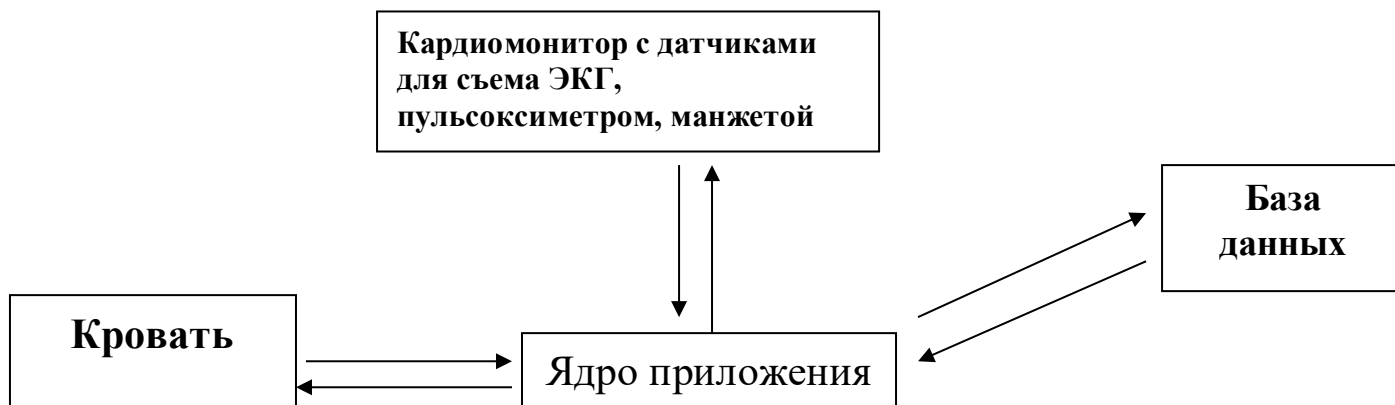 Кардиомонитор с датчиками
для съема ЭКГ,
пульсоксиметром, манжетой
База
данных
Кровать
Ядро приложения